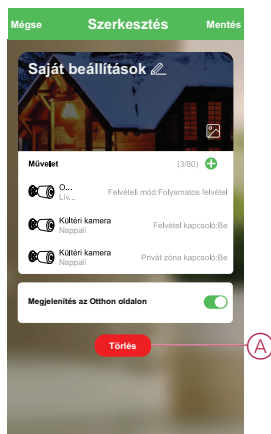 Mégse Szerkesztés Mentés
Saját beállítások
Művelet (3/80)
O... Felvételi mód:Folyamatos felvétel
Liv...
Kültéri kamera Felvétel kapcsoló:Be
Nappali
Kültéri kamera Privát zóna kapcsoló:Be
Nappali
Megjelenítés az Otthon oldalon
Törlés A